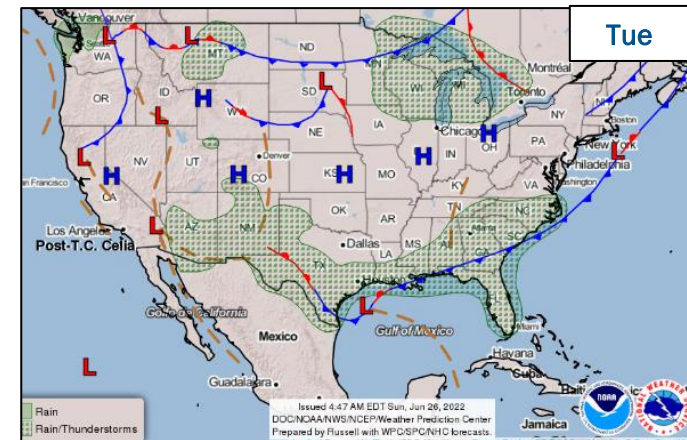 Tue
Vancouver
Seattle
WA
MT
ND
MN
Montréal
OR
ID
SD
WI
MI
Toronto
NY
WY
Boston
IA
Chicago
New York
NE
PA
Philadelphia
NV
UT
Denver
IN
OH
San Francisco
CO
KS
MO
Washington
CA
KY
VA
OK
TN
NC
Los Angeles
AZ
NM
AR
Atlanta
SC
Post-T.C. Celia
Dallas
MS
AL
GA
LA
TX
Houston
FL
Golfo de California
Gulf of Mexico
Miami
Mexico
Havana
Cuba
Guadalajara
Jamaica
H
H
H
H
H
H
L
L
L
L
L
L
L
L
L
Rain
Rain/Thunderstorms
Issued 4:47 AM EDT Sun, Jun 26, 2022
DOC/NOAA/NWS/NCEP/Weather Prediction Center
Prepared by Russell with WPC/SPC/NHC forecasts.
NOAA